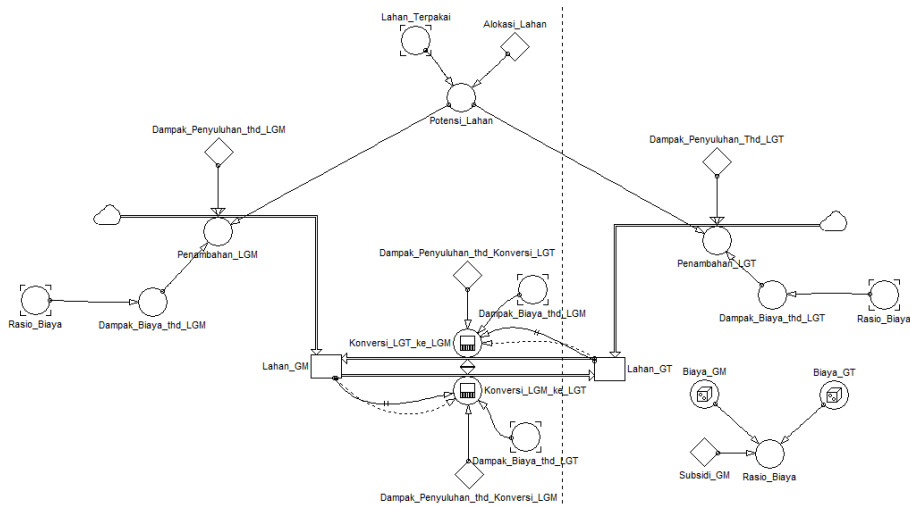 Lahan_Terpakai
Alokasi_Lahan
Potensi_Lahan
Dampak_Penyuluhan_thd_LGM
Dampak_Penyuluhan_Thd_LGT
Penambahan_LGM
Penambahan_LGT
Dampak_Penyuluhan_thd_Konversi_LGT
Rasio_Biaya
Dampak_Biaya_thd_LGM
Dampak_Biaya_thd_LGM
Dampak_Biaya_thd_LGT
Rasio_Biaya
Konversi_LGT_ke_LGM
Lahan_GM
Lahan_GT
Biaya_GM
Biaya_GT
Konversi_LGM_ke_LGT
Dampak_Biaya_thd_LGT
Subsidi_GM
Rasio_Biaya
Dampak_Penyuluhan_thd_Konversi_LGM